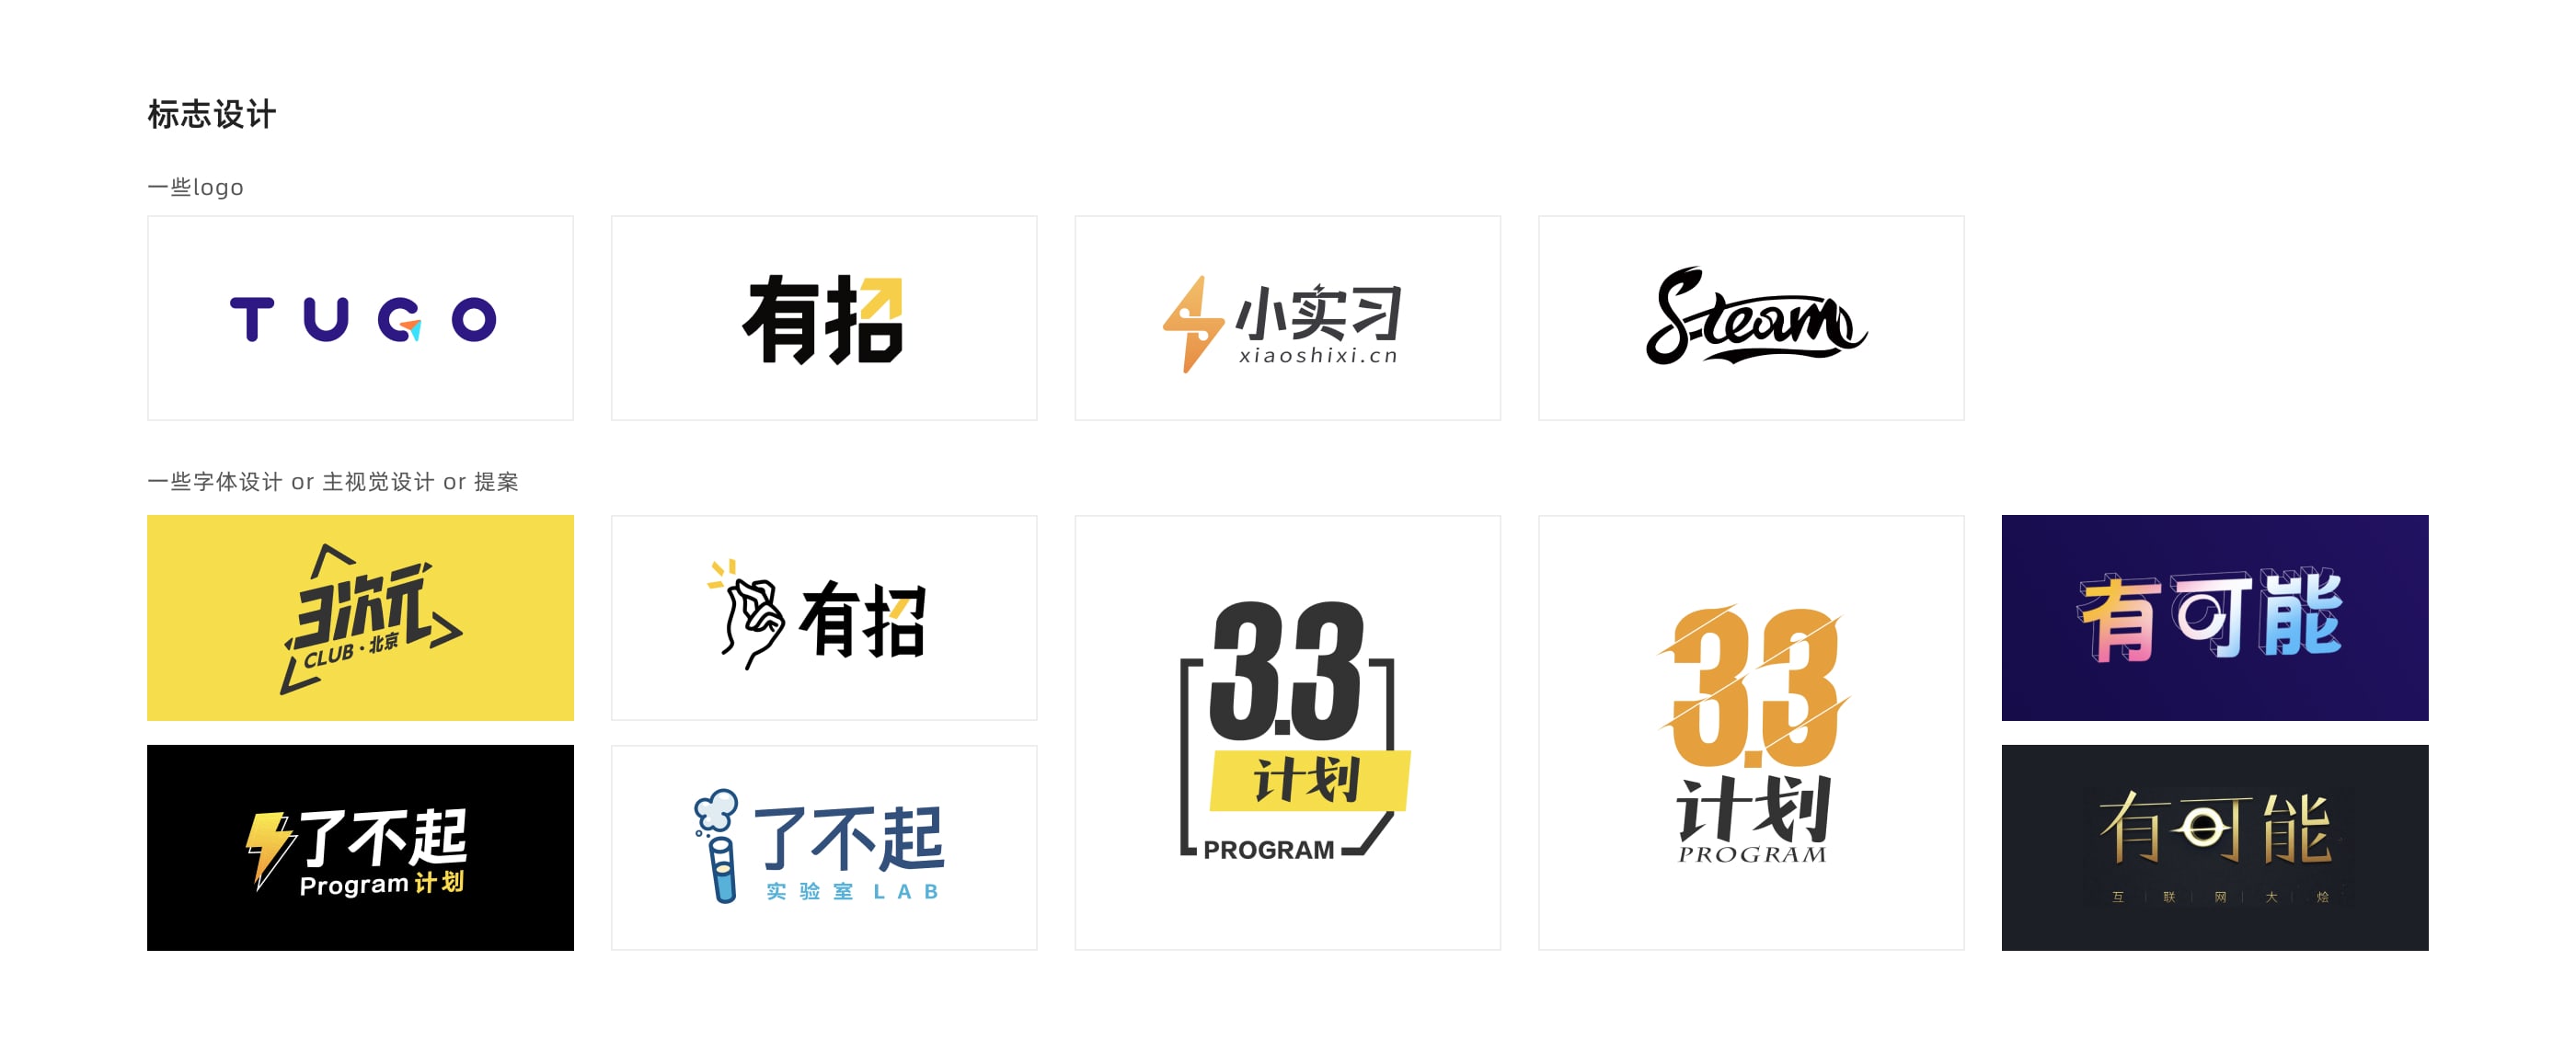 标志设计
一些logo
TUGO
有招
小实习
xiaoshixi.cn
Steam
一些字体设计 or 主视觉设计 or 提案
3次元
CLUB·北京
有招
3.3
计划
PROGRAM
3.3
计划
PROGRAM
有可能
了不起
Program 计划
了不起
实验室 LAB
有可能
互 | 联 | 网 | 大 | 烩